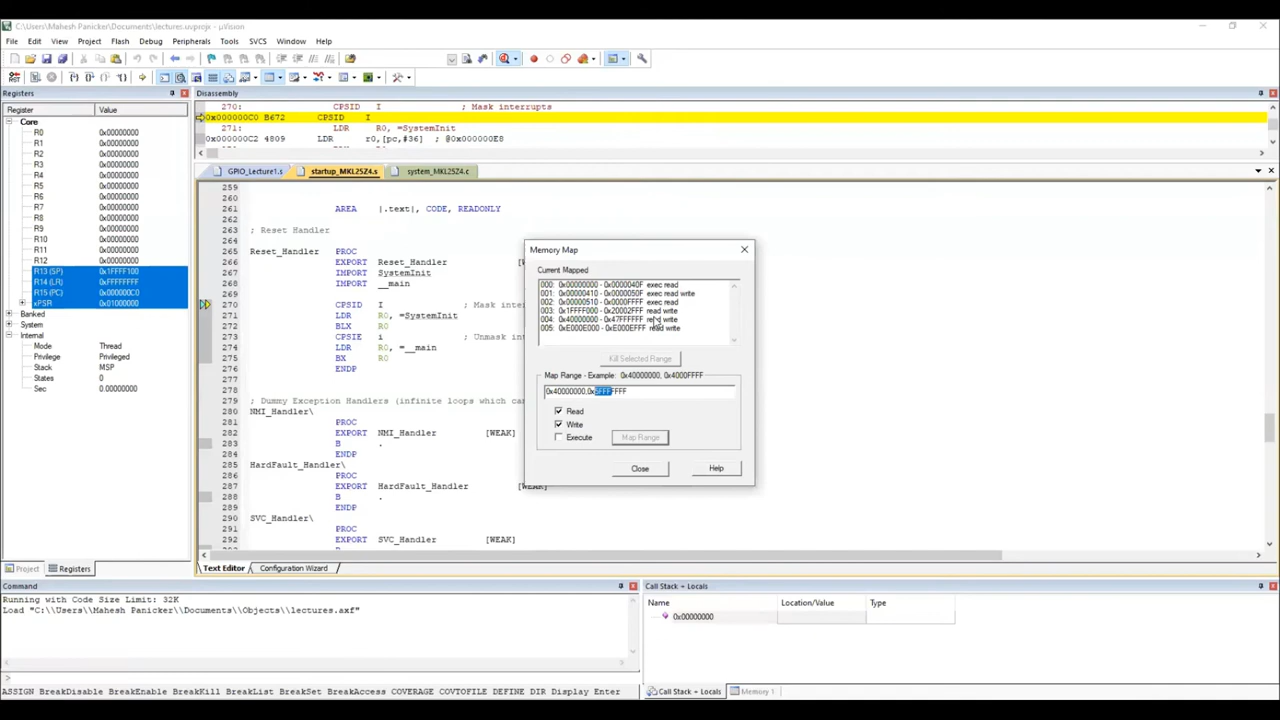 C:\Users\Mahesh Panicker\Documents\lectures.uvprojx - µVision
File Edit View Project Flash Debug Peripherals Tools SVCS Window Help
Registers
Register Value
Core
R0 0x00000000
R1 0x00000000
R2 0x00000000
R3 0x00000000
R4 0x00000000
R5 0x00000000
R6 0x00000000
R7 0x00000000
R8 0x00000000
R9 0x00000000
R10 0x00000000
R11 0x00000000
R12 0x00000000
R13 (SP) 0x1FFFF100
R14 (LR) 0xFFFFFFFF
R15 (PC) 0x000000C0
xPSR 0x01000000
Banked
System
Internal
Mode Thread
Privilege Privileged
Stack MSP
States 0
Sec 0.00000000
Project Registers
Disassembly
270: CPSID I ; Mask interrupts
0x000000C0 B672 CPSID I
271: LDR R0, =SystemInit
0x000000C2 4809 LDR r0,[pc,#36] ; @0x000000E8
GPIO_Lecture1.s startup_MKL25Z4.s system_MKL25Z4.c
259
260
261 AREA |.text|, CODE, READONLY
262
263 ; Reset Handler
264
265 Reset_Handler PROC
266 EXPORT Reset_Handler
267 IMPORT SystemInit
268 IMPORT __main
269
270 CPSID I ; Mask
271 LDR R0, =SystemInit
272 BLX R0
273 CPSIE i ; Unmask
274 LDR R0, =__main
275 BX R0
276 ENDP
277
278
279 ; Dummy Exception Handlers (infinite loops which
280 NMI_Handler\
281 PROC
282 EXPORT NMI_Handler [WEAK]
283 B .
284 ENDP
285 HardFault_Handler\
286 PROC
287 EXPORT HardFault_Handler
288 B .
289 ENDP
290 SVC_Handler\
291 PROC
292 EXPORT SVC_Handler [WEAK]
Text Editor Configuration Wizard
Memory Map
Current Mapped
000: 0x00000000 - 0x0000040F exec read
001: 0x00000410 - 0x0000050F exec read write
002: 0x00000510 - 0x0000FFFF exec read
003: 0x1FFFF000 - 0x20002FFF read write
004: 0x40000000 - 0x47FFFFFF read write
005: 0xE000E000 - 0xE000EFFF read write
Kill Selected Range
Map Range - Example: 0x40000000, 0x4000FFFF
0x40000000,0x5FFFFFFF
Read
Write
Execute
Map Range
Close Help
Command
Running with Code Size Limit: 32K
Load "C:\\Users\\Mahesh Panicker\\Documents\\Objects\\lectures.axf"
>
ASSIGN BreakDisable BreakEnable BreakKill BreakList BreakSet BreakAccess COVERAGE COVTOFILE DEFINE DIR Display Enter
Call Stack + Locals
Name Location/Value Type
0x00000000
Call Stack + Locals Memory 1